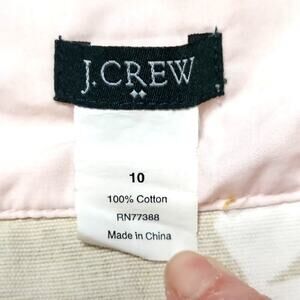 J.CREW
10
100% Cotton
RN77388
Made in China